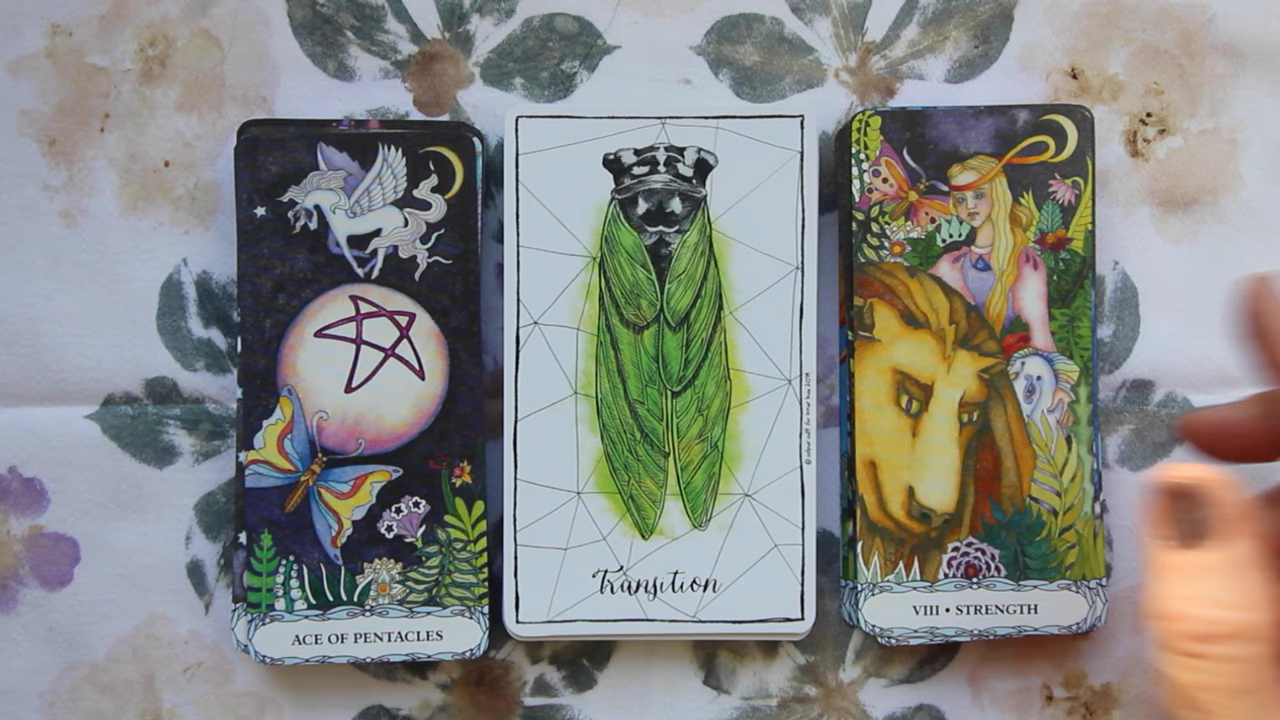 ACE OF PENTACLES
Transition
VIII • STRENGTH